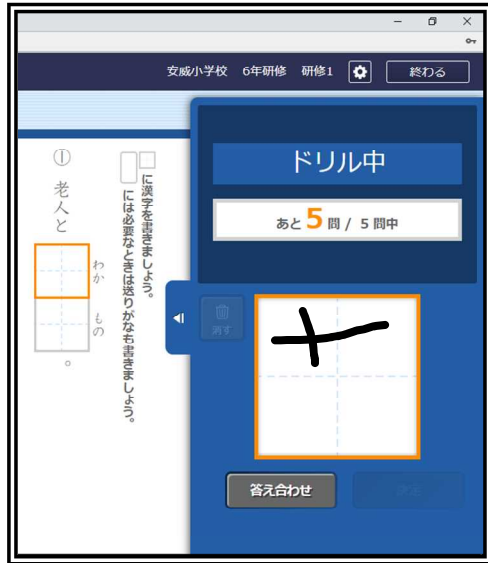 安威小学校 6年研修 研修1 終わる
ドリル中
あと5問 / 5問中
□に漢字を書きましょう。
には必要なときは送りがなも書きましょう。
① 老人と
わか
もの
。
消す
答え合わせ